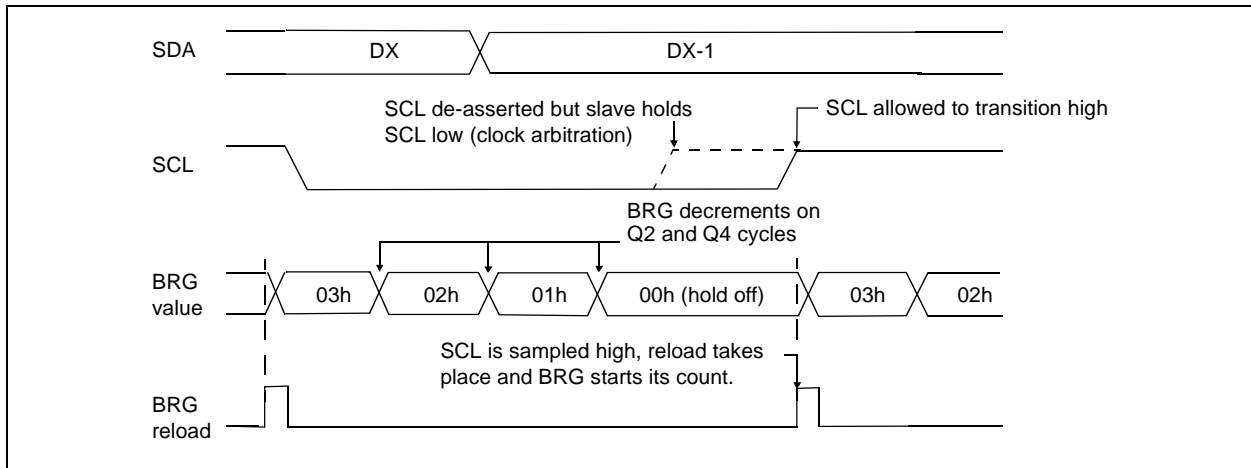 SDA
DX
DX-1
SCL de-asserted but slave holds
SCL low (clock arbitration)
SCL allowed to transition high
SCL
BRG decrements on
Q2 and Q4 cycles
BRG
value
03h
02h
01h
00h (hold off)
03h
02h
SCL is sampled high, reload takes
place and BRG starts its count.
BRG
reload